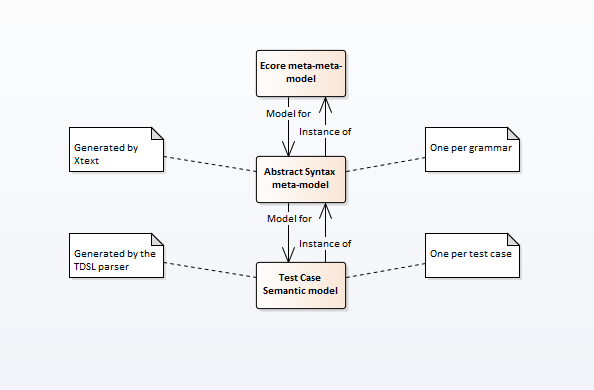 Ecore meta-meta-
model
Model for
Instance of
Generated by
Xtext
Abstract Syntax
meta-model
One per grammar
Model for
Instance of
Generated by the
TDSL parser
Test Case
Semantic model
One per test case